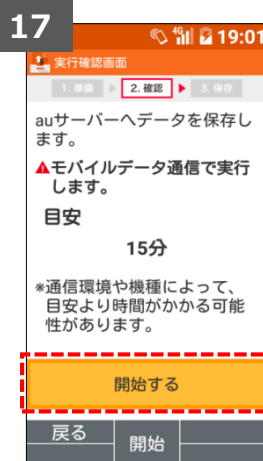 17
4G 19:01
実行確認画面
1. 準備 2. 確認 3. 保存
auサーバーへデータを保存し
ます。
モバイルデータ通信で実行
します。
目安
15分
※通信環境や機種によって、
目安より時間がかかる可能
性があります。
開始する
戻る
開始